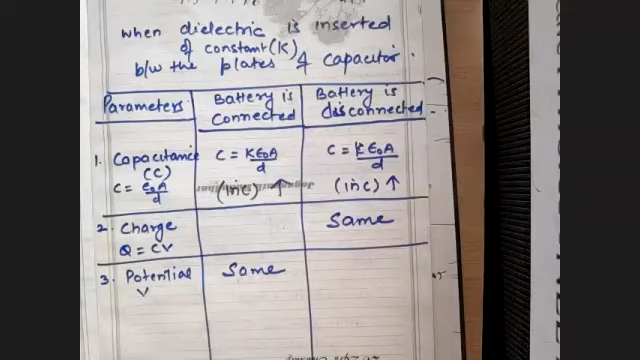 when dielectric is inserted
of constant (K)
b/w the plates of capacitor.
Parameters
Battery is
connected
Battery is
disconnected
1. Capacitance
(C)
C = ε₀A/d
C = Kε₀A/d
(inc) ↑
C = Kε₀A/d
(inc) ↑
2. Charge
Q = CV
Same
3. Potential
V
Same